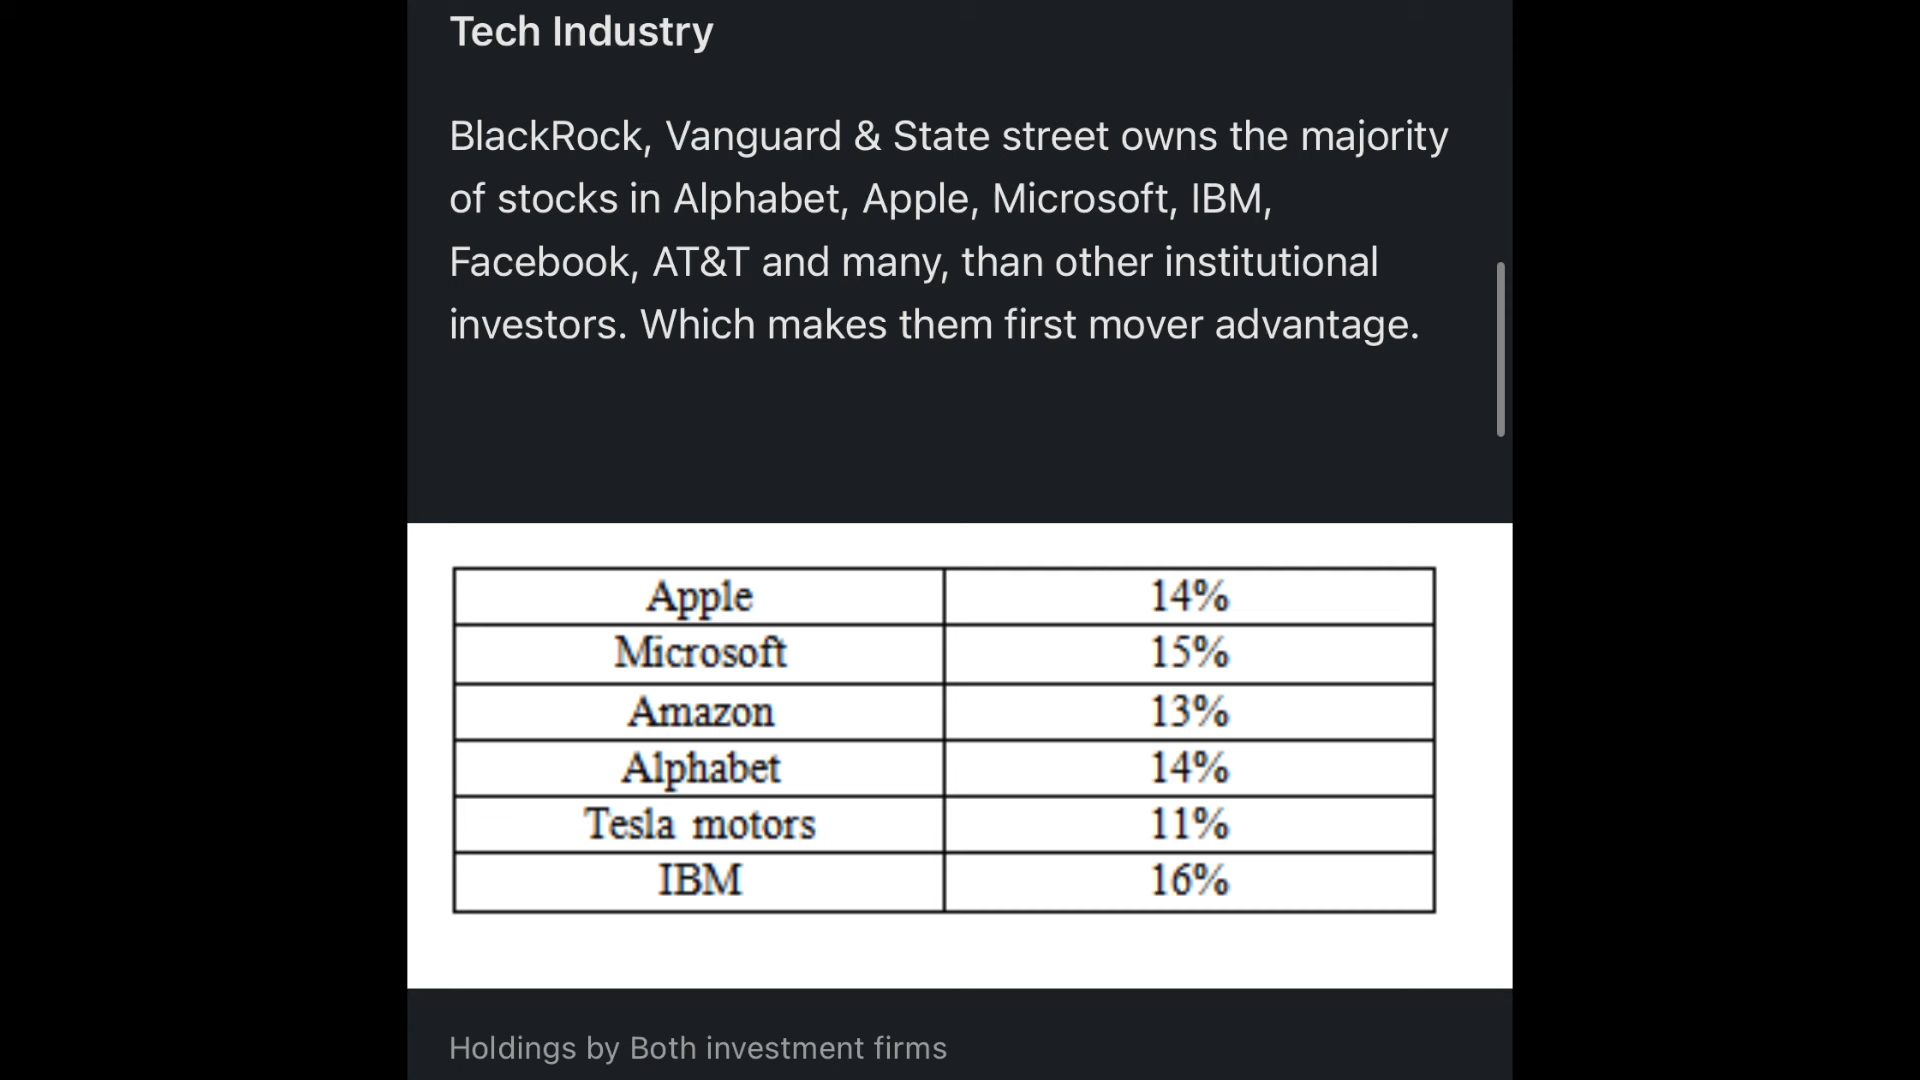 Tech Industry
BlackRock, Vanguard & State street owns the majority
of stocks in Alphabet, Apple, Microsoft, IBM,
Facebook, AT&T and many, than other institutional
investors. Which makes them first mover advantage.
Apple 14%
Microsoft 15%
Amazon 13%
Alphabet 14%
Tesla motors 11%
IBM 16%
Holdings by Both investment firms